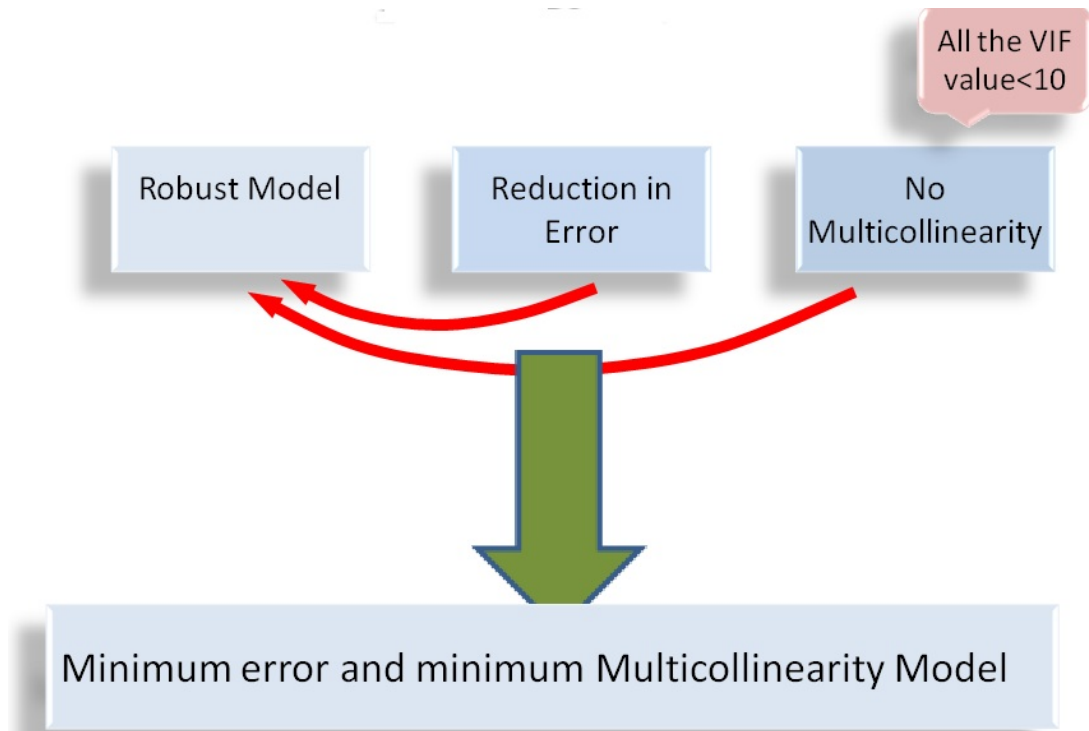 All the VIF
value<10
Robust Model
Reduction in
Error
No
Multicollinearity
Minimum error and minimum Multicollinearity Model